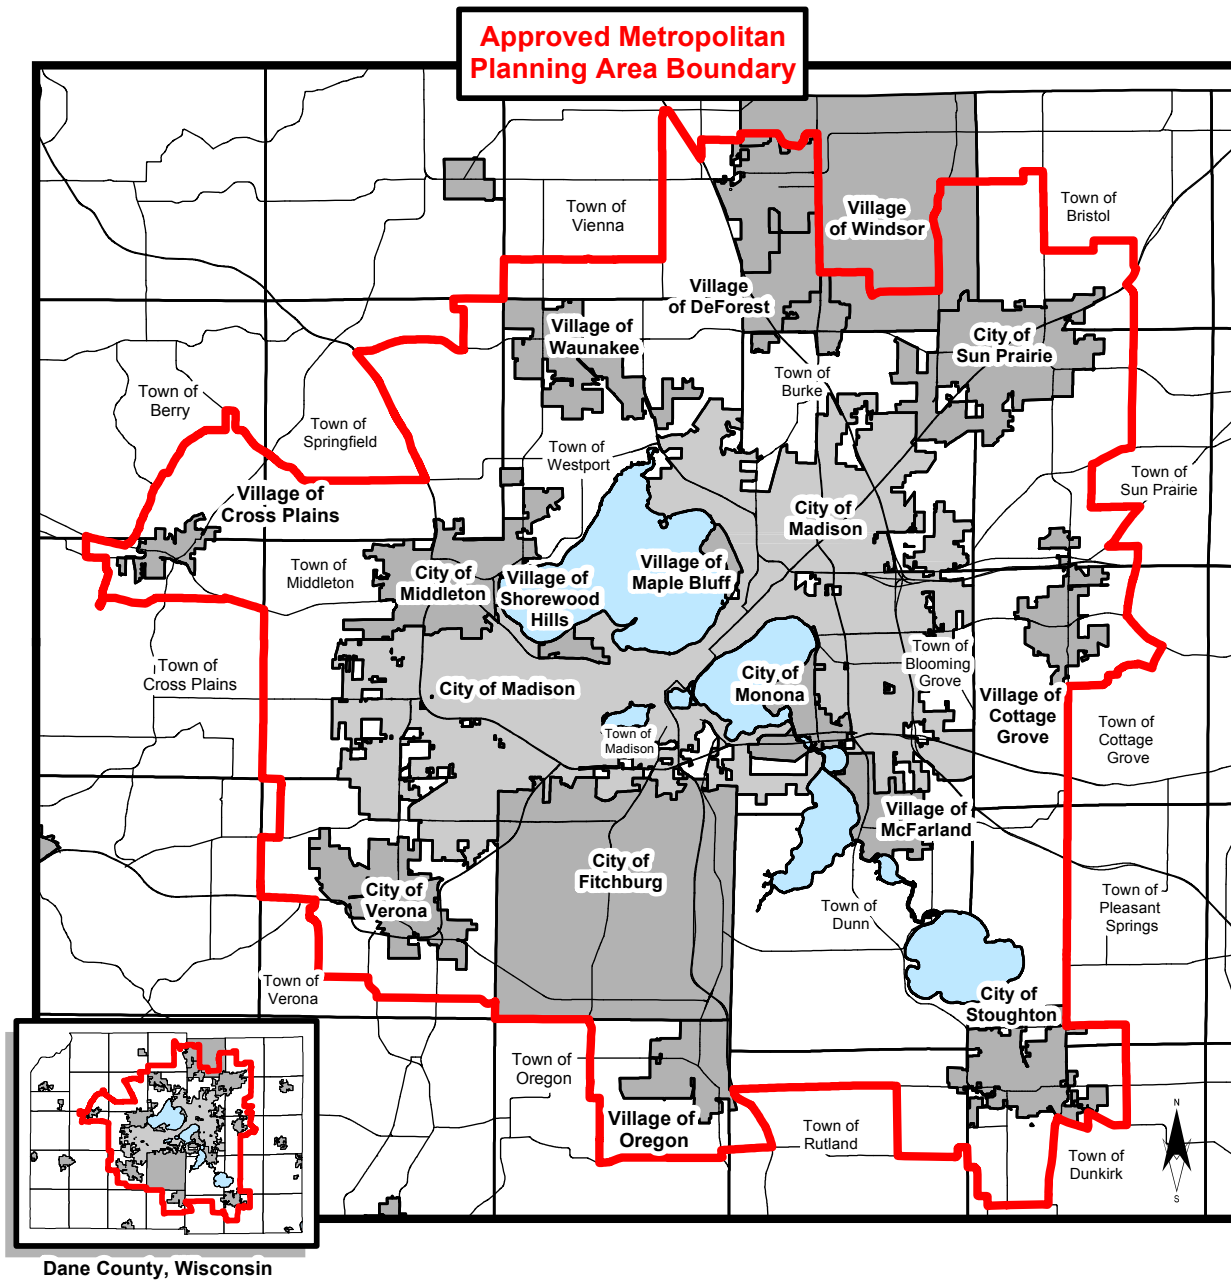 Approved Metropolitan
Planning Area Boundary
Town of
Vienna
Village
of Windsor
Town of
Bristol
Village
of DeForest
Village of
Waunakee
City of
Sun Prairie
Town of
Burke
Town of
Berry
Town of
Springfield
Town of
Westport
Town of
Sun Prairie
Village of
Cross Plains
City of
Madison
Town of
Middleton
City of
Middleton
Village of
Shorewood
Hills
Village of
Maple Bluff
Town of
Blooming
Grove
Town of
Cross Plains
City of Madison
City of
Monona
Village of
Cottage
Grove
Town of
Cottage
Grove
Town of
Madison
Village of
McFarland
City of
Fitchburg
City of
Verona
Town of
Dunn
Town of
Pleasant
Springs
Town of
Verona
City of
Stoughton
Town of
Oregon
Village of
Oregon
Town of
Rutland
Town of
Dunkirk
N
S
Dane County, Wisconsin